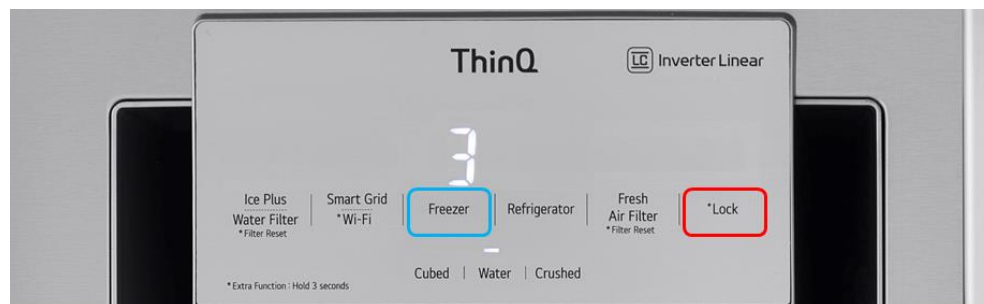 ThinQ
LC Inverter Linear
3
Ice Plus
Water Filter
*Filter Reset
Smart Grid
*Wi-Fi
Freezer
Refrigerator
Fresh
Air Filter
*Filter Reset
*Lock
Cubed | Water | Crushed
*Extra Function : Hold 3 seconds